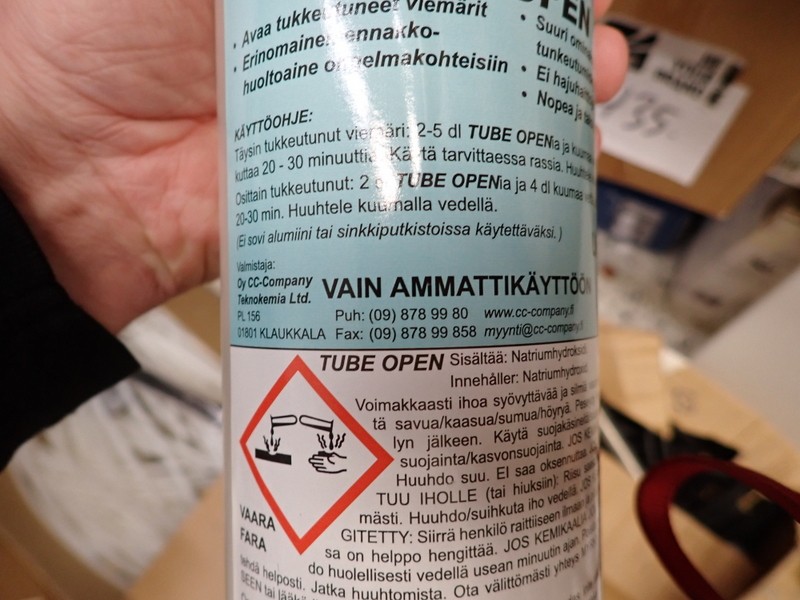 • Avaa tukkeutuneet viemärit
• Erinomainen ennakko-
huoltoaine ongelmakohteisiin
OPEN
• Suuri
• Ei
• Nopea ja
KÄYTTÖOHJE:
Täysin tukkeutunut viemäri: 2-5 dl TUBE OPENia ja
kuttaa 20 - 30 minuuttia. Käytä tarvittaessa rassia.
Osittain tukkeutunut: 2 TUBE OPENia ja 4 dl kuumaa
20-30 min. Huuhtele kuumalla vedellä.
(Ei sovi alumiini tai sinkkiputkistoissa käytettäväksi.)
Valmistaja:
Oy CC-Company
Teknokemia Ltd.
PL 156
01801 KLAUKKALA
VAIN AMMATTIKÄYTTÖÖN
Puh: (09) 878 99 80 www.cc-company.fi
Fax: (09) 878 99 858 myynti@cc-company.fi
TUBE OPEN Sisältää: Natriumhydroksidi
Innehåller: Natriumhydroxid
Voimakkaasti ihoa syövyttävää ja
tä savua/kaasua/sumua/höyryä.
lyn jälkeen. Käytä
suojainta/kasvonsuojainta. JOS
Huuhdo suu. EI saa oksennuttaa.
TUU IHOLLE (tai hiuksiin): Riisu
mästi. Huuhdo/suihkuta iho vedellä. JOS
GITETTY: Siirrä henkilö raittiiseen ilmaan
sa on helppo hengittää. JOS KEMIKAALIA
do huolellisesti vedellä usean minuutin ajan.
tehdä helposti. Jatka huuhtomista. Ota välittömästi yhteys
SEEN tai
VAARA
FARA